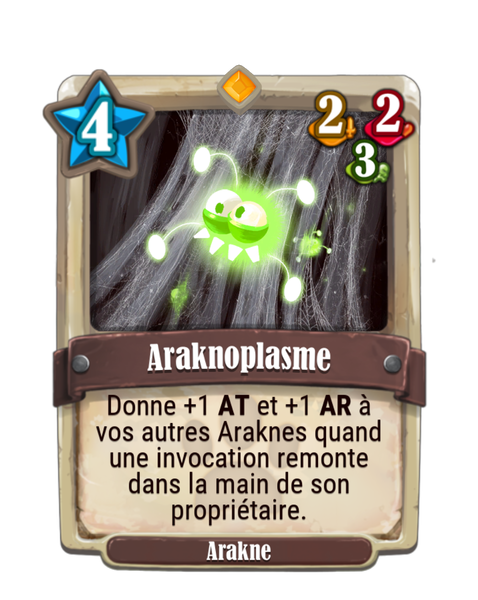 4
2 2
3
Araknoplasme
Donne +1 AT et +1 AR à
vos autres Araknes quand
une invocation remonte
dans la main de son
propriétaire.
Arakne